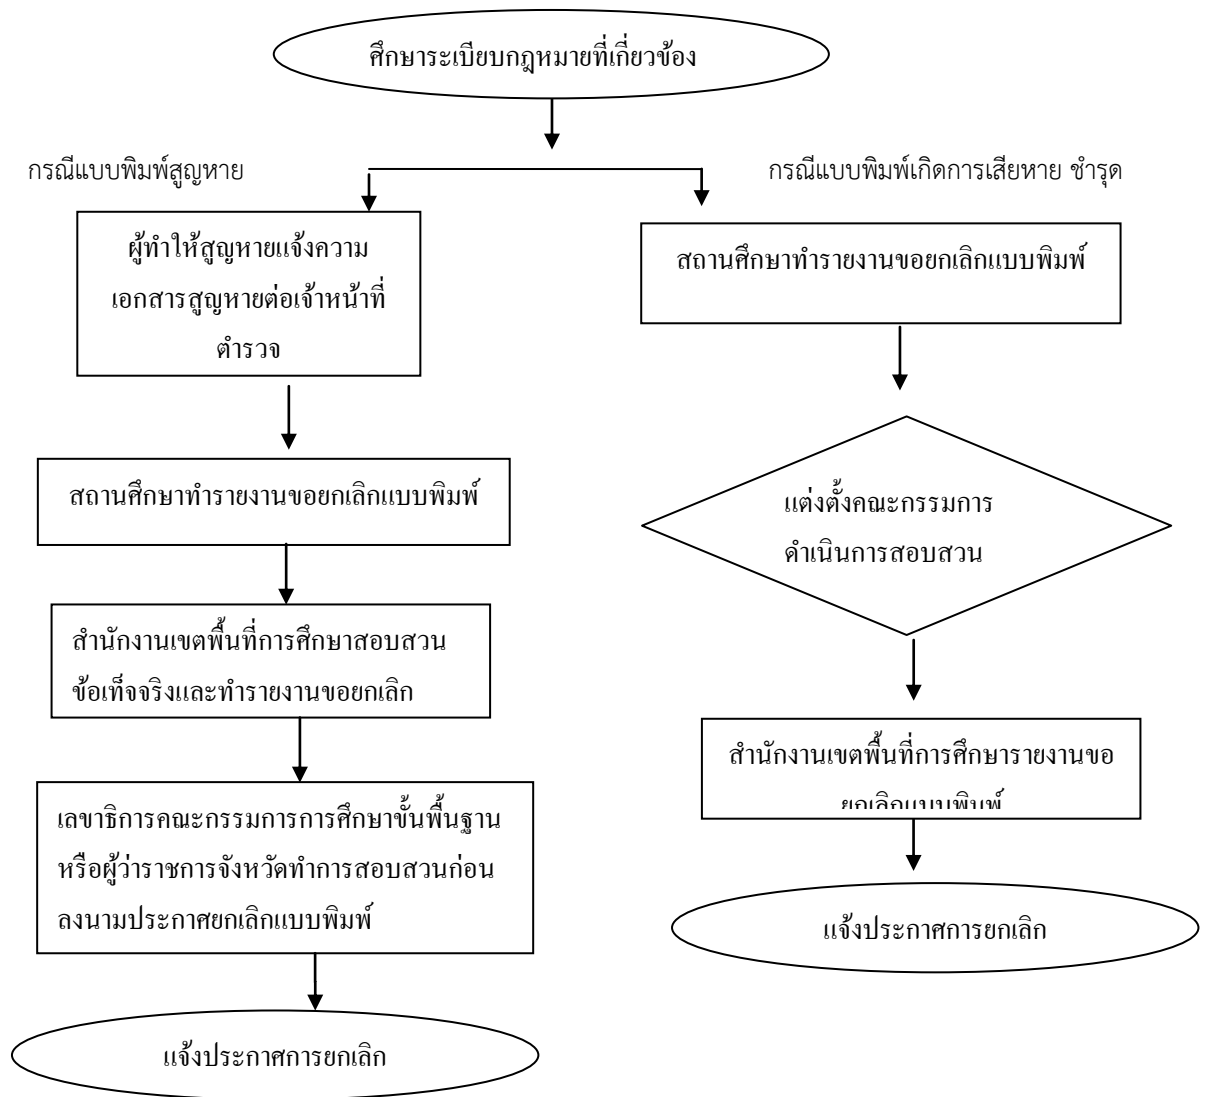 ศึกษาระเบียบกฎหมายที่เกี่ยวข้อง
กรณีแบบพิมพ์สูญหาย
ผู้ทำให้สูญหายแจ้งความ
เอกสารสูญหายต่อเจ้าหน้าที่
ตำรวจ
สถานศึกษาทำรายงานขอยกเลิกแบบพิมพ์
สำนักงานเขตพื้นที่การศึกษาสอบสวน
ข้อเท็จจริงและทำรายงานขอยกเลิก
เลขาธิการคณะกรรมการการศึกษาขั้นพื้นฐาน
หรือผู้ว่าราชการจังหวัดทำการสอบสวนก่อน
ลงนามประกาศยกเลิกแบบพิมพ์
แจ้งประกาศการยกเลิก
กรณีแบบพิมพ์เกิดการเสียหาย ชำรุด
สถานศึกษาทำรายงานขอยกเลิกแบบพิมพ์
แต่งตั้งคณะกรรมการ
ดำเนินการสอบสวน
สำนักงานเขตพื้นที่การศึกษารายงานขอ
ยกเลิกแบบพิมพ์
แจ้งประกาศการยกเลิก